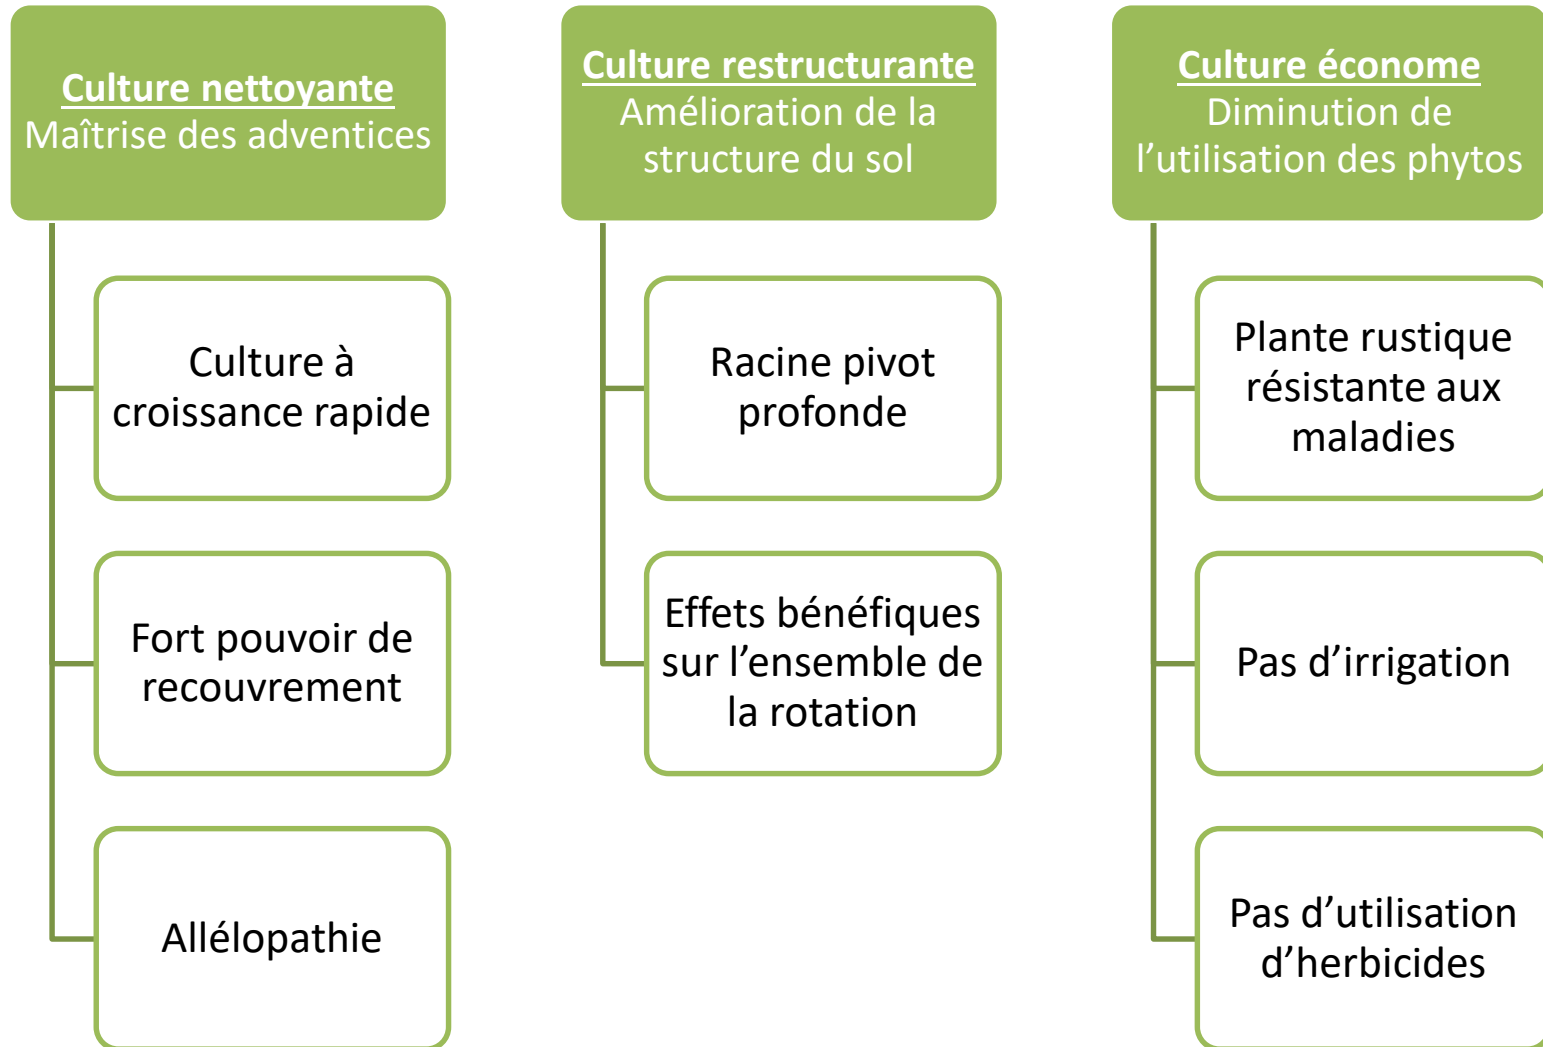 Culture nettoyante
Maîtrise des adventices
Culture à
croissance rapide
Fort pouvoir de
recouvrement
Allélopathie
Culture restructurante
Amélioration de la
structure du sol
Racine pivot
profonde
Effets bénéfiques
sur l’ensemble de
la rotation
Culture économe
Diminution de
l’utilisation des phytos
Plante rustique
résistante aux
maladies
Pas d’irrigation
Pas d’utilisation
d’herbicides